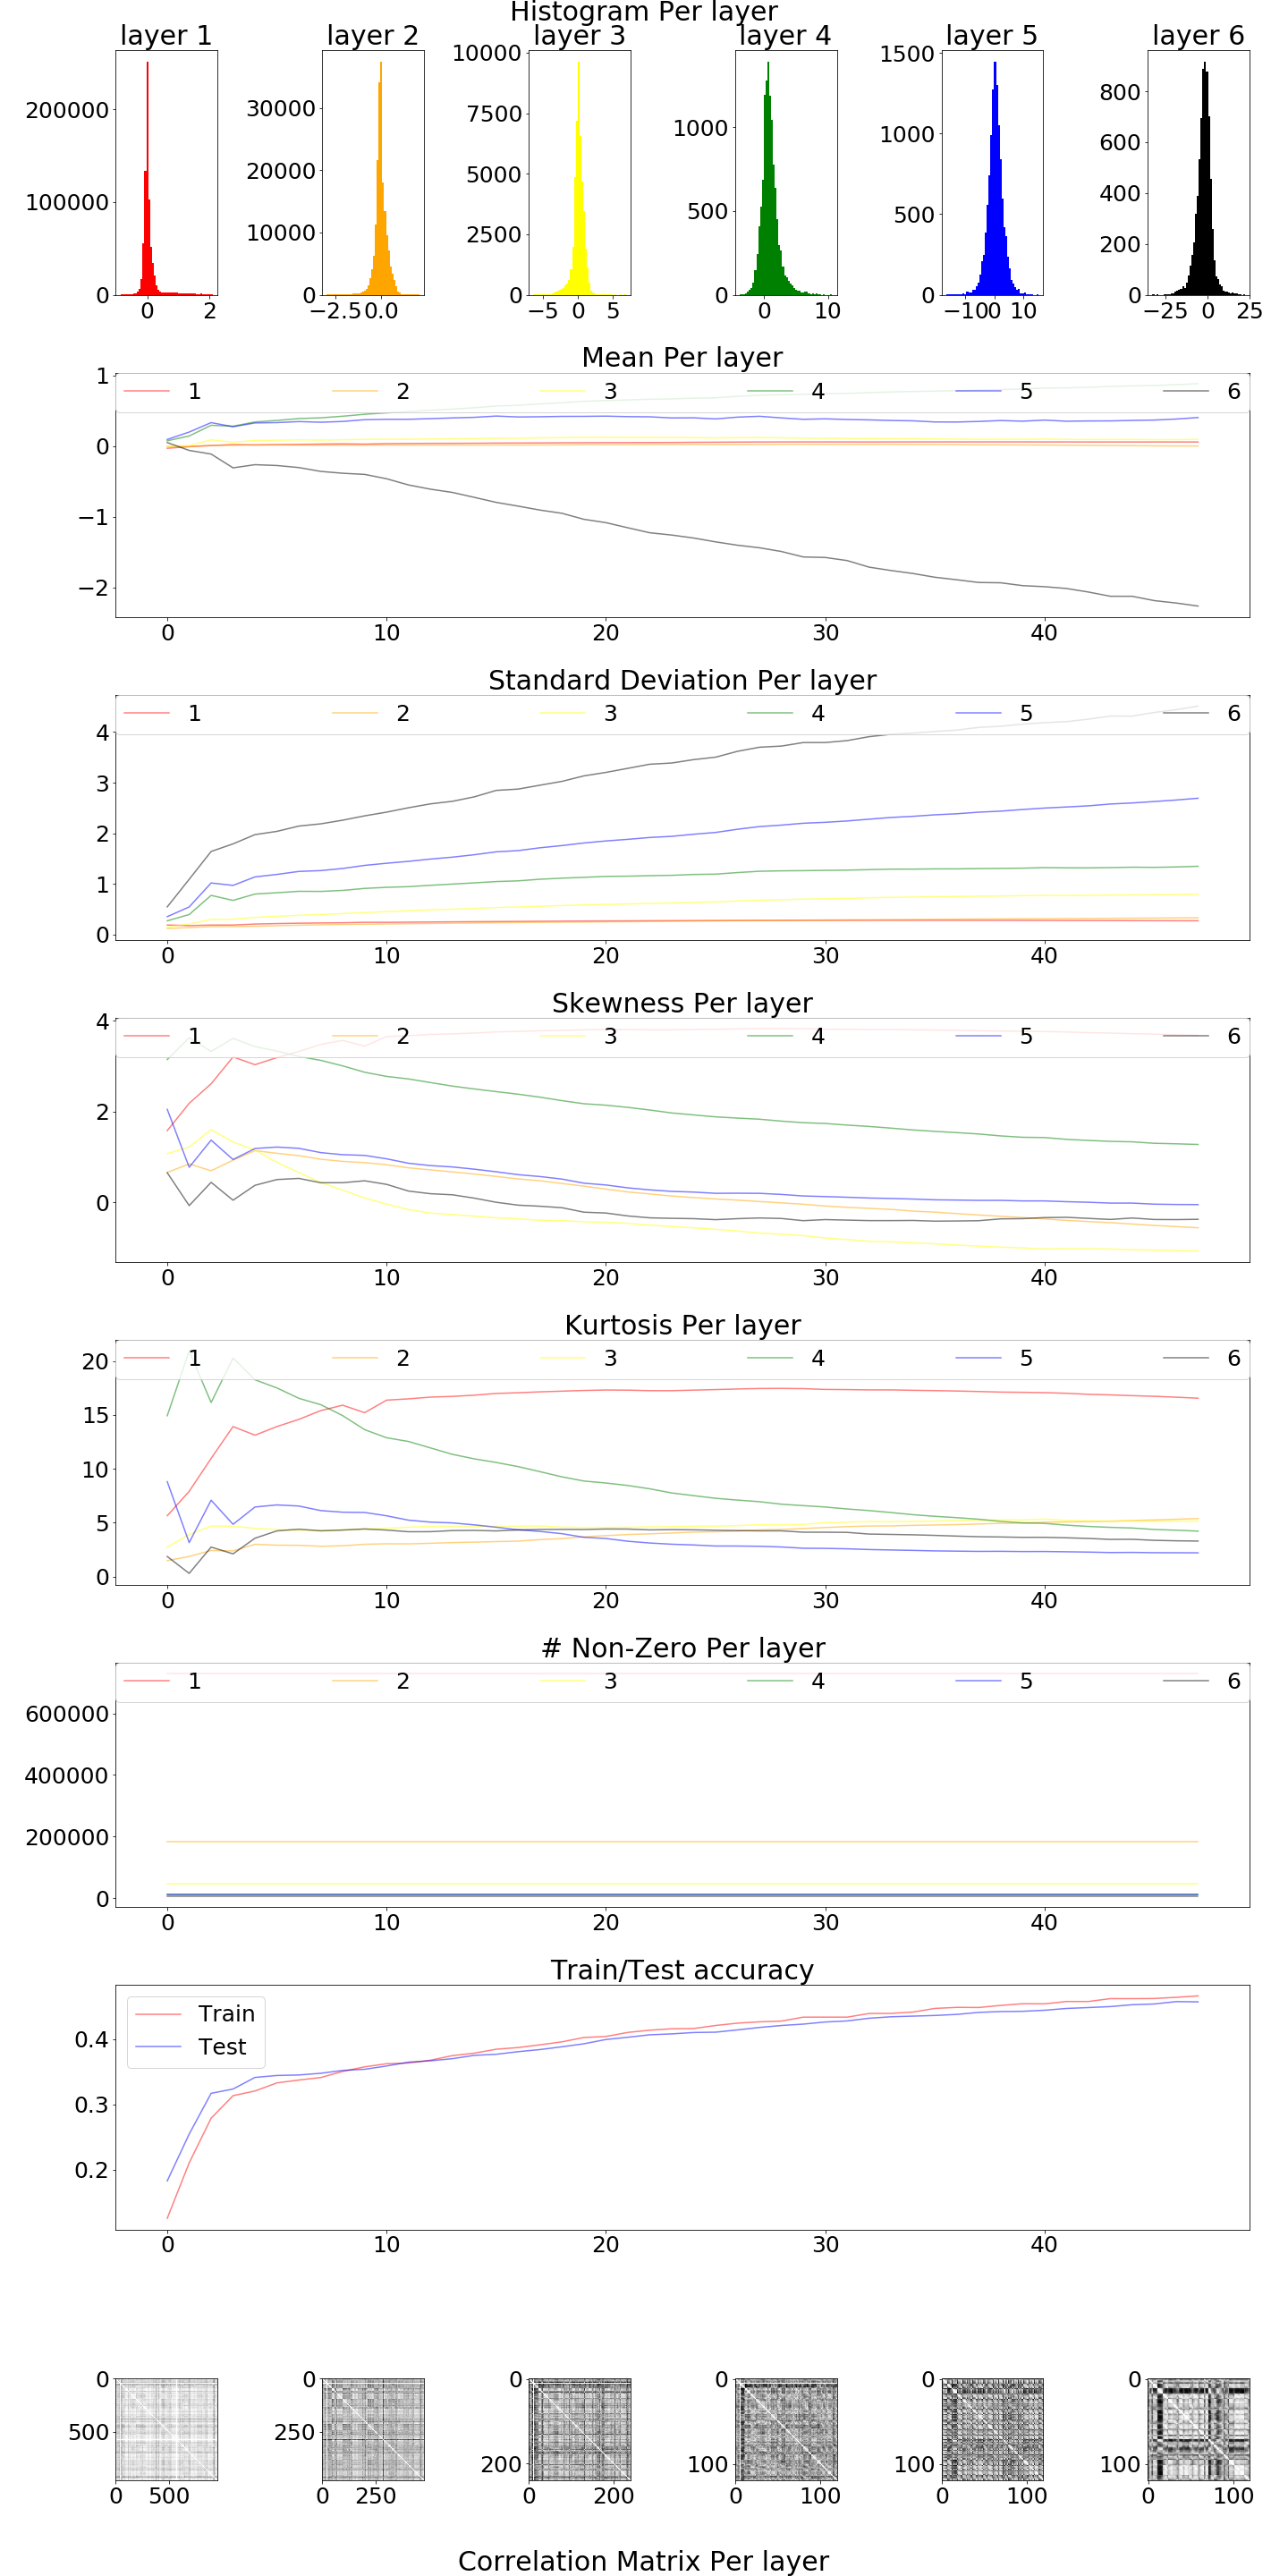 Histogram Per layer
layer 1 layer 2 layer 3 layer 4 layer 5 layer 6
200000 100000 0
0 2
30000 20000 10000 0
−2.5 0.0
10000 7500 5000 2500 0
−5 0 5
1000 500 0
0 10
1500 1000 500 0
−10 0 10
800 600 400 200 0
−25 0 25
Mean Per layer
1 2 3 4 5 6
1
0
−1
−2
0 10 20 30 40
Standard Deviation Per layer
1 2 3 4 5 6
4
3
2
1
0
0 10 20 30 40
Skewness Per layer
4
1 2 3 4 5 6
2
0
0 10 20 30 40
Kurtosis Per layer
1 2 3 4 5 6
20
15
10
5
0
0 10 20 30 40
# Non-Zero Per layer
1 2 3 4 5 6
600000
400000
200000
0
0 10 20 30 40
Train/Test accuracy
Train
Test
0.4
0.3
0.2
0 10 20 30 40
0 500
0 500
0 250
0 250
0 200
0 200
0 100
0 100
0 100
0 100
0 100
0 100
Correlation Matrix Per layer